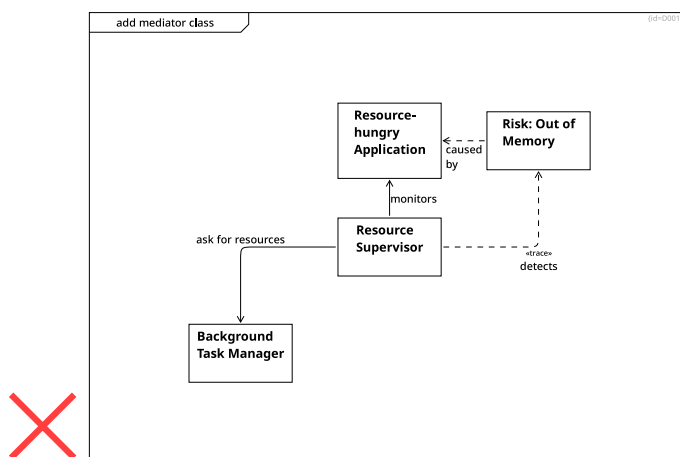 add mediator class
(id=D001
Resource-
hungry
Application
Risk: Out of
Memory
caused
by
monitors
Resource
Supervisor
ask for resources
«trace»
detects
Background
Task Manager